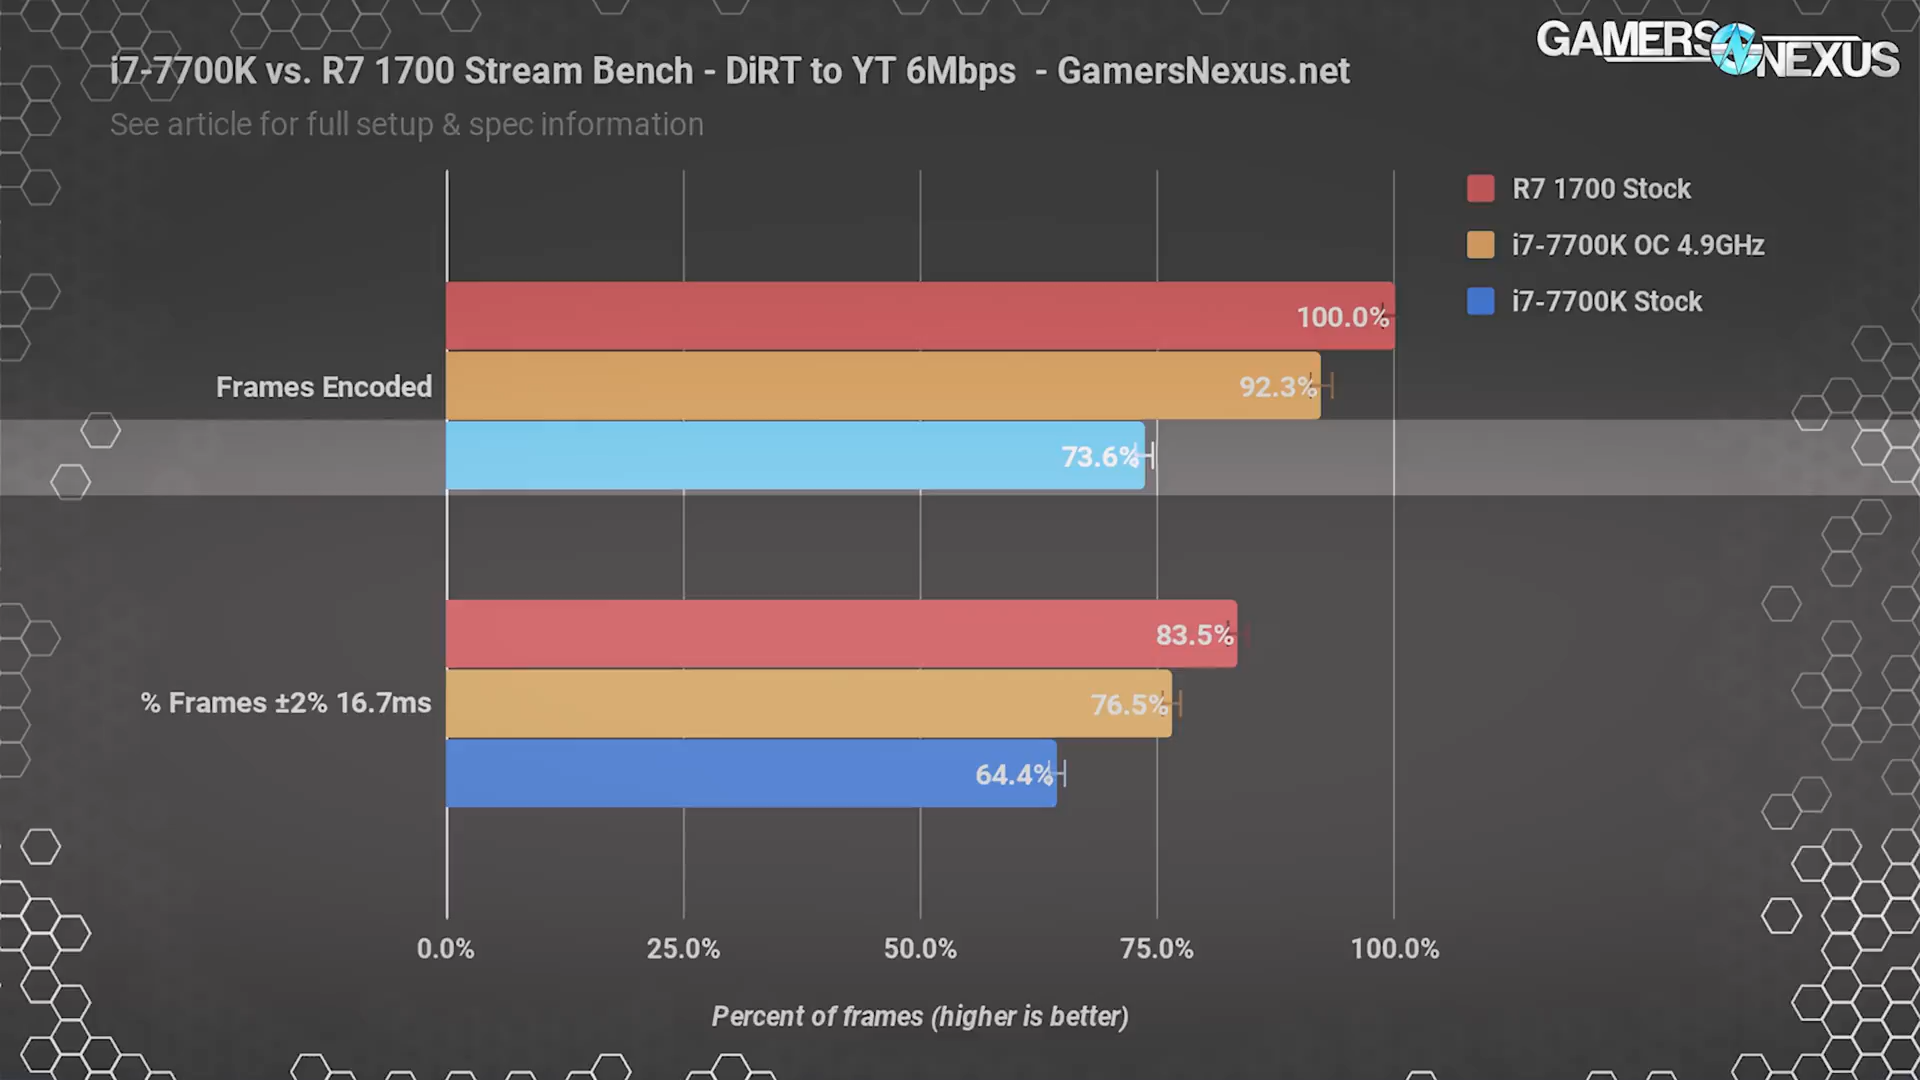 GAMERS NEXUS
i7-7700K vs. R7 1700 Stream Bench - DiRT to YT 6Mbps - GamersNexus.net
See article for full setup & spec information
R7 1700 Stock
i7-7700K OC 4.9GHz
i7-7700K Stock
100.0%
Frames Encoded
92.3%
73.6%
83.5%
% Frames ±2% 16.7ms
76.5%
64.4%
0.0% 25.0% 50.0% 75.0% 100.0%
Percent of frames (higher is better)